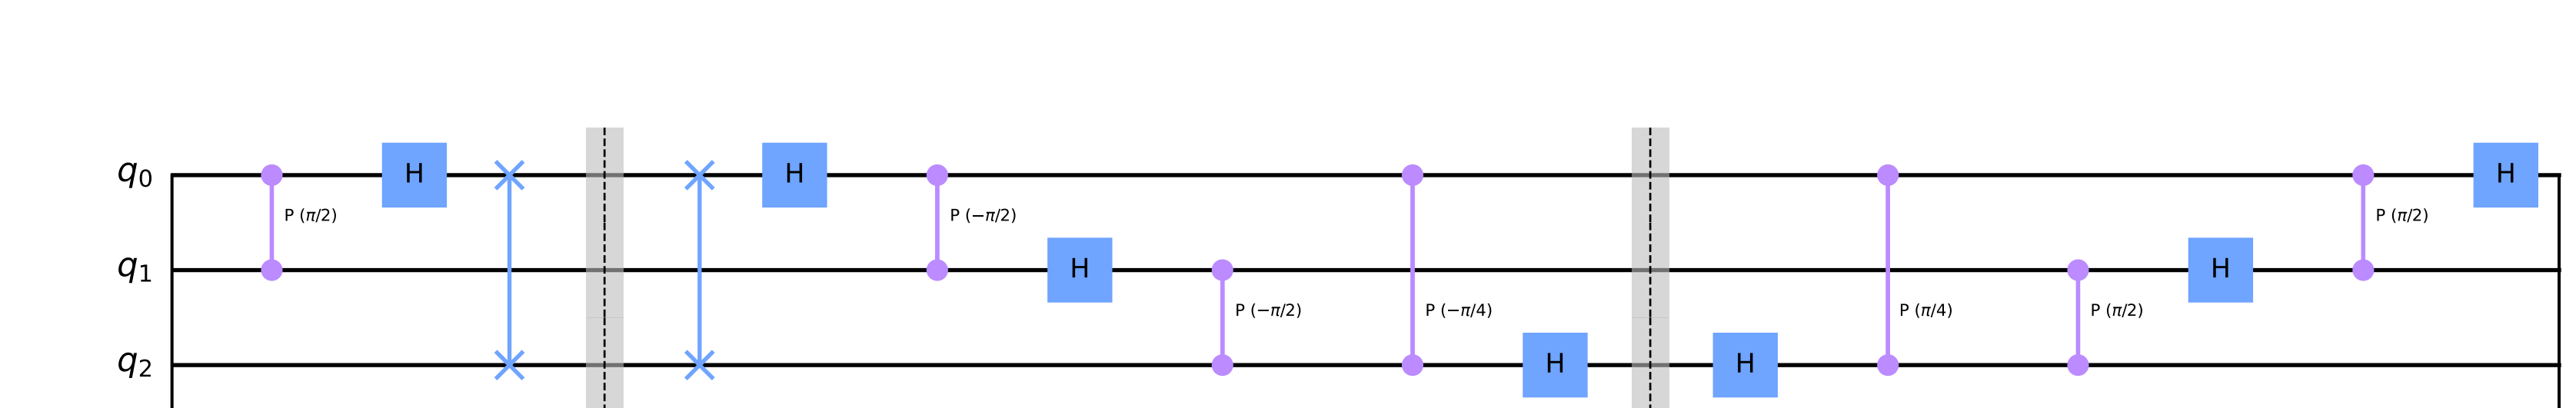 q0 H H H
P (π/2) P (−π/2) P (π/2)
q1 H H
P (−π/2) P (−π/4) P (π/4) P (π/2)
q2 H H